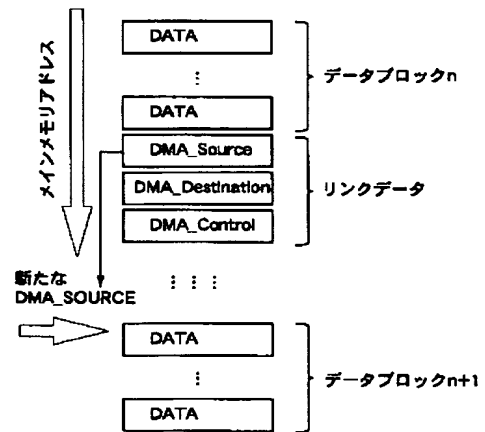 DATA
⋮
データブロックn
DATA
メインメモリアドレス
DMA_Source
DMA_Destination
リンクデータ
DMA_Control
新たな
DMA_SOURCE
⋮ ⋮ ⋮
DATA
⋮
データブロックn+1
DATA